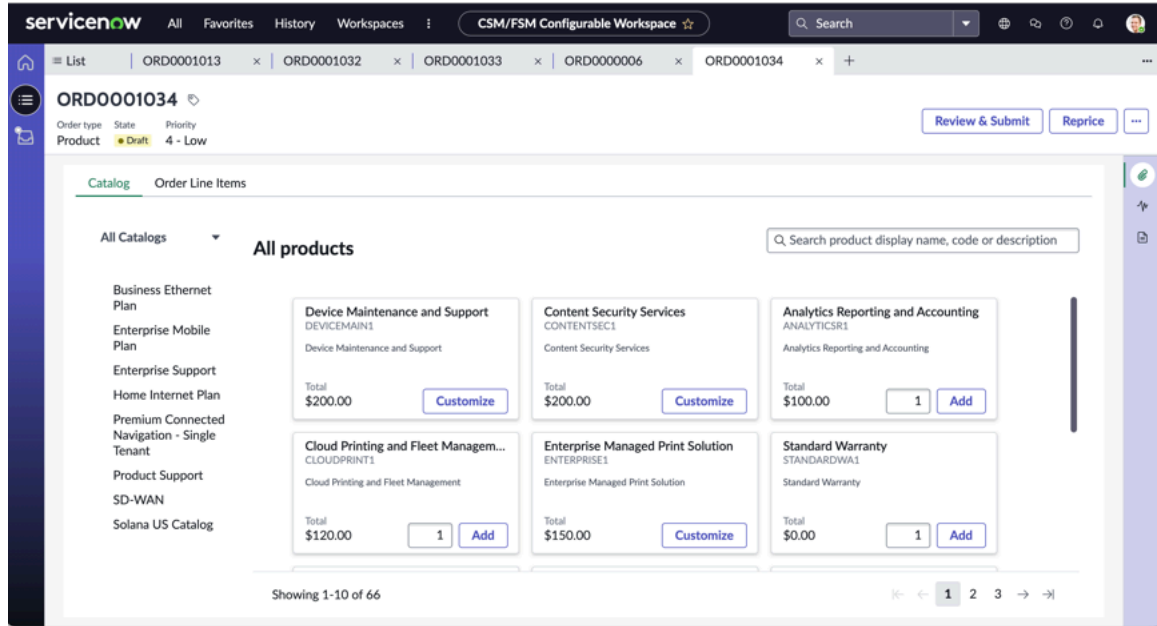 servicenow All Favorites History Workspaces CSM/FSM Configurable Workspace Search
List ORD0001013 ORD0001032 ORD0001033 ORD0000006 ORD0001034
ORD0001034
Order type State Priority
Product Draft 4 - Low
Review & Submit Reprice
Catalog Order Line Items
All Catalogs
Business Ethernet
Plan
Enterprise Mobile
Plan
Enterprise Support
Home Internet Plan
Premium Connected
Navigation - Single
Tenant
Product Support
SD-WAN
Solana US Catalog
All products
Search product display name, code or description
Device Maintenance and Support
DEVICEMAIN1
Device Maintenance and Support
Total
$200.00 Customize
Content Security Services
CONTENTSEC1
Content Security Services
Total
$200.00 Customize
Analytics Reporting and Accounting
ANALYTICSR1
Analytics Reporting and Accounting
Total
$100.00 1 Add
Cloud Printing and Fleet Managem...
CLOUDPRINT1
Cloud Printing and Fleet Management
Total
$120.00 1 Add
Enterprise Managed Print Solution
ENTERPRISE1
Enterprise Managed Print Solution
Total
$150.00 Customize
Standard Warranty
STANDARDWA1
Standard Warranty
Total
$0.00 1 Add
Showing 1-10 of 66
1 2 3